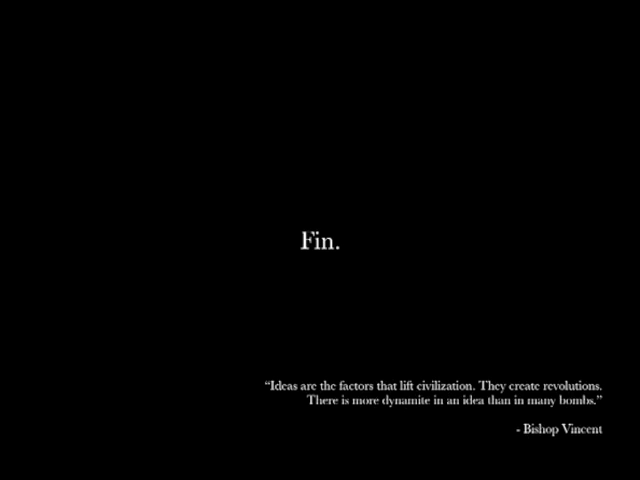 Fin.
“Ideas are the factors that lift civilization. They create revolutions.
There is more dynamite in an idea than in many bombs.”
- Bishop Vincent